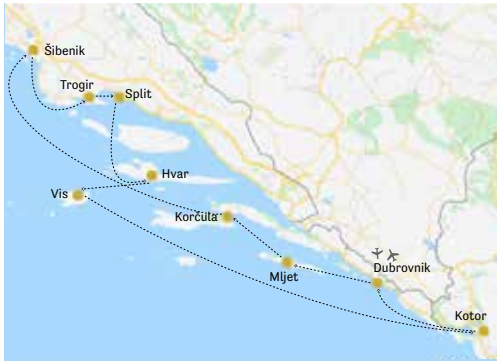 Šibenik
Trogir
Split
Hvar
Vis
Korčula
Mljet
Dubrovnik
Kotor